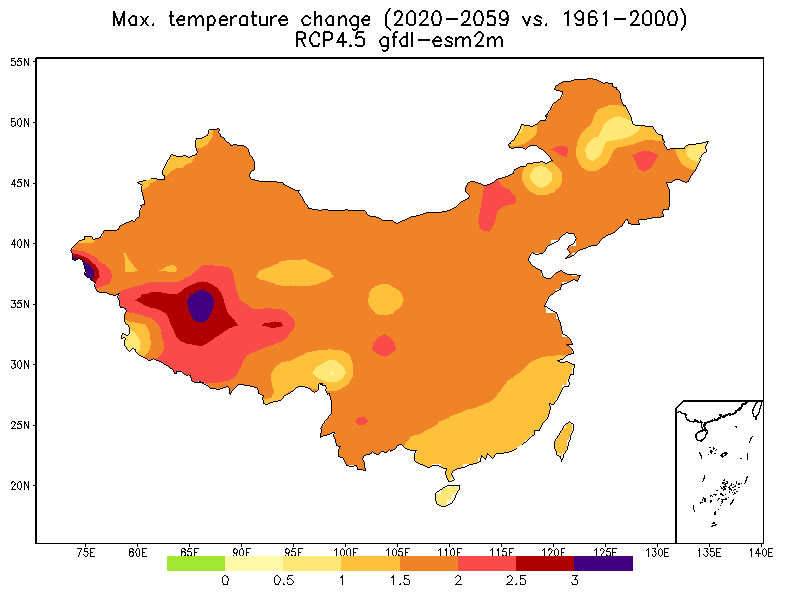 Max. temperature change (2020-2059 vs. 1961-2000)
RCP4.5 gfdl-esm2m
55N
50N
45N
40N
35N
30N
25N
20N
75E 80E 85E 90E 95E 100E 105E 110E 115E 120E 125E 130E 135E 140E
0 0.5 1 1.5 2 2.5 3